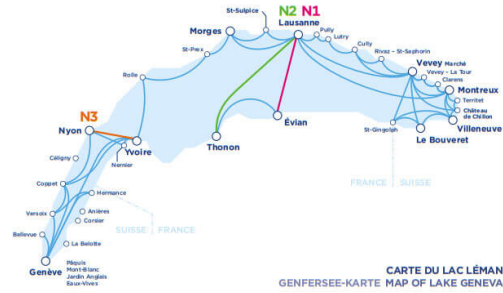 N2 N1
St-Sulpice
Lausanne
Morges
Pully
Lutry
Cully
St-Prex
Rivaz – St-Saphorin
Vevey Marché
Vevey - La Tour
Rolle
Clarens
Montreux
Territet
Château
de Chillon
N3
Nyon
Évian
St-Gingolph
Villeneuve
Yvoire
Thonon
Le Bouveret
Nernier
Céligny
FRANCE
SUISSE
Coppet
Hermance
Versoix
Anières
Corsier
SUISSE
FRANCE
Bellevue
La Belotte
Genève
Pâquis
Mont-Blanc
Jardin Anglais
Eaux-Vives
CARTE DU LAC LÉMAN
GENFERSEE-KARTE MAP OF LAKE GENEVA